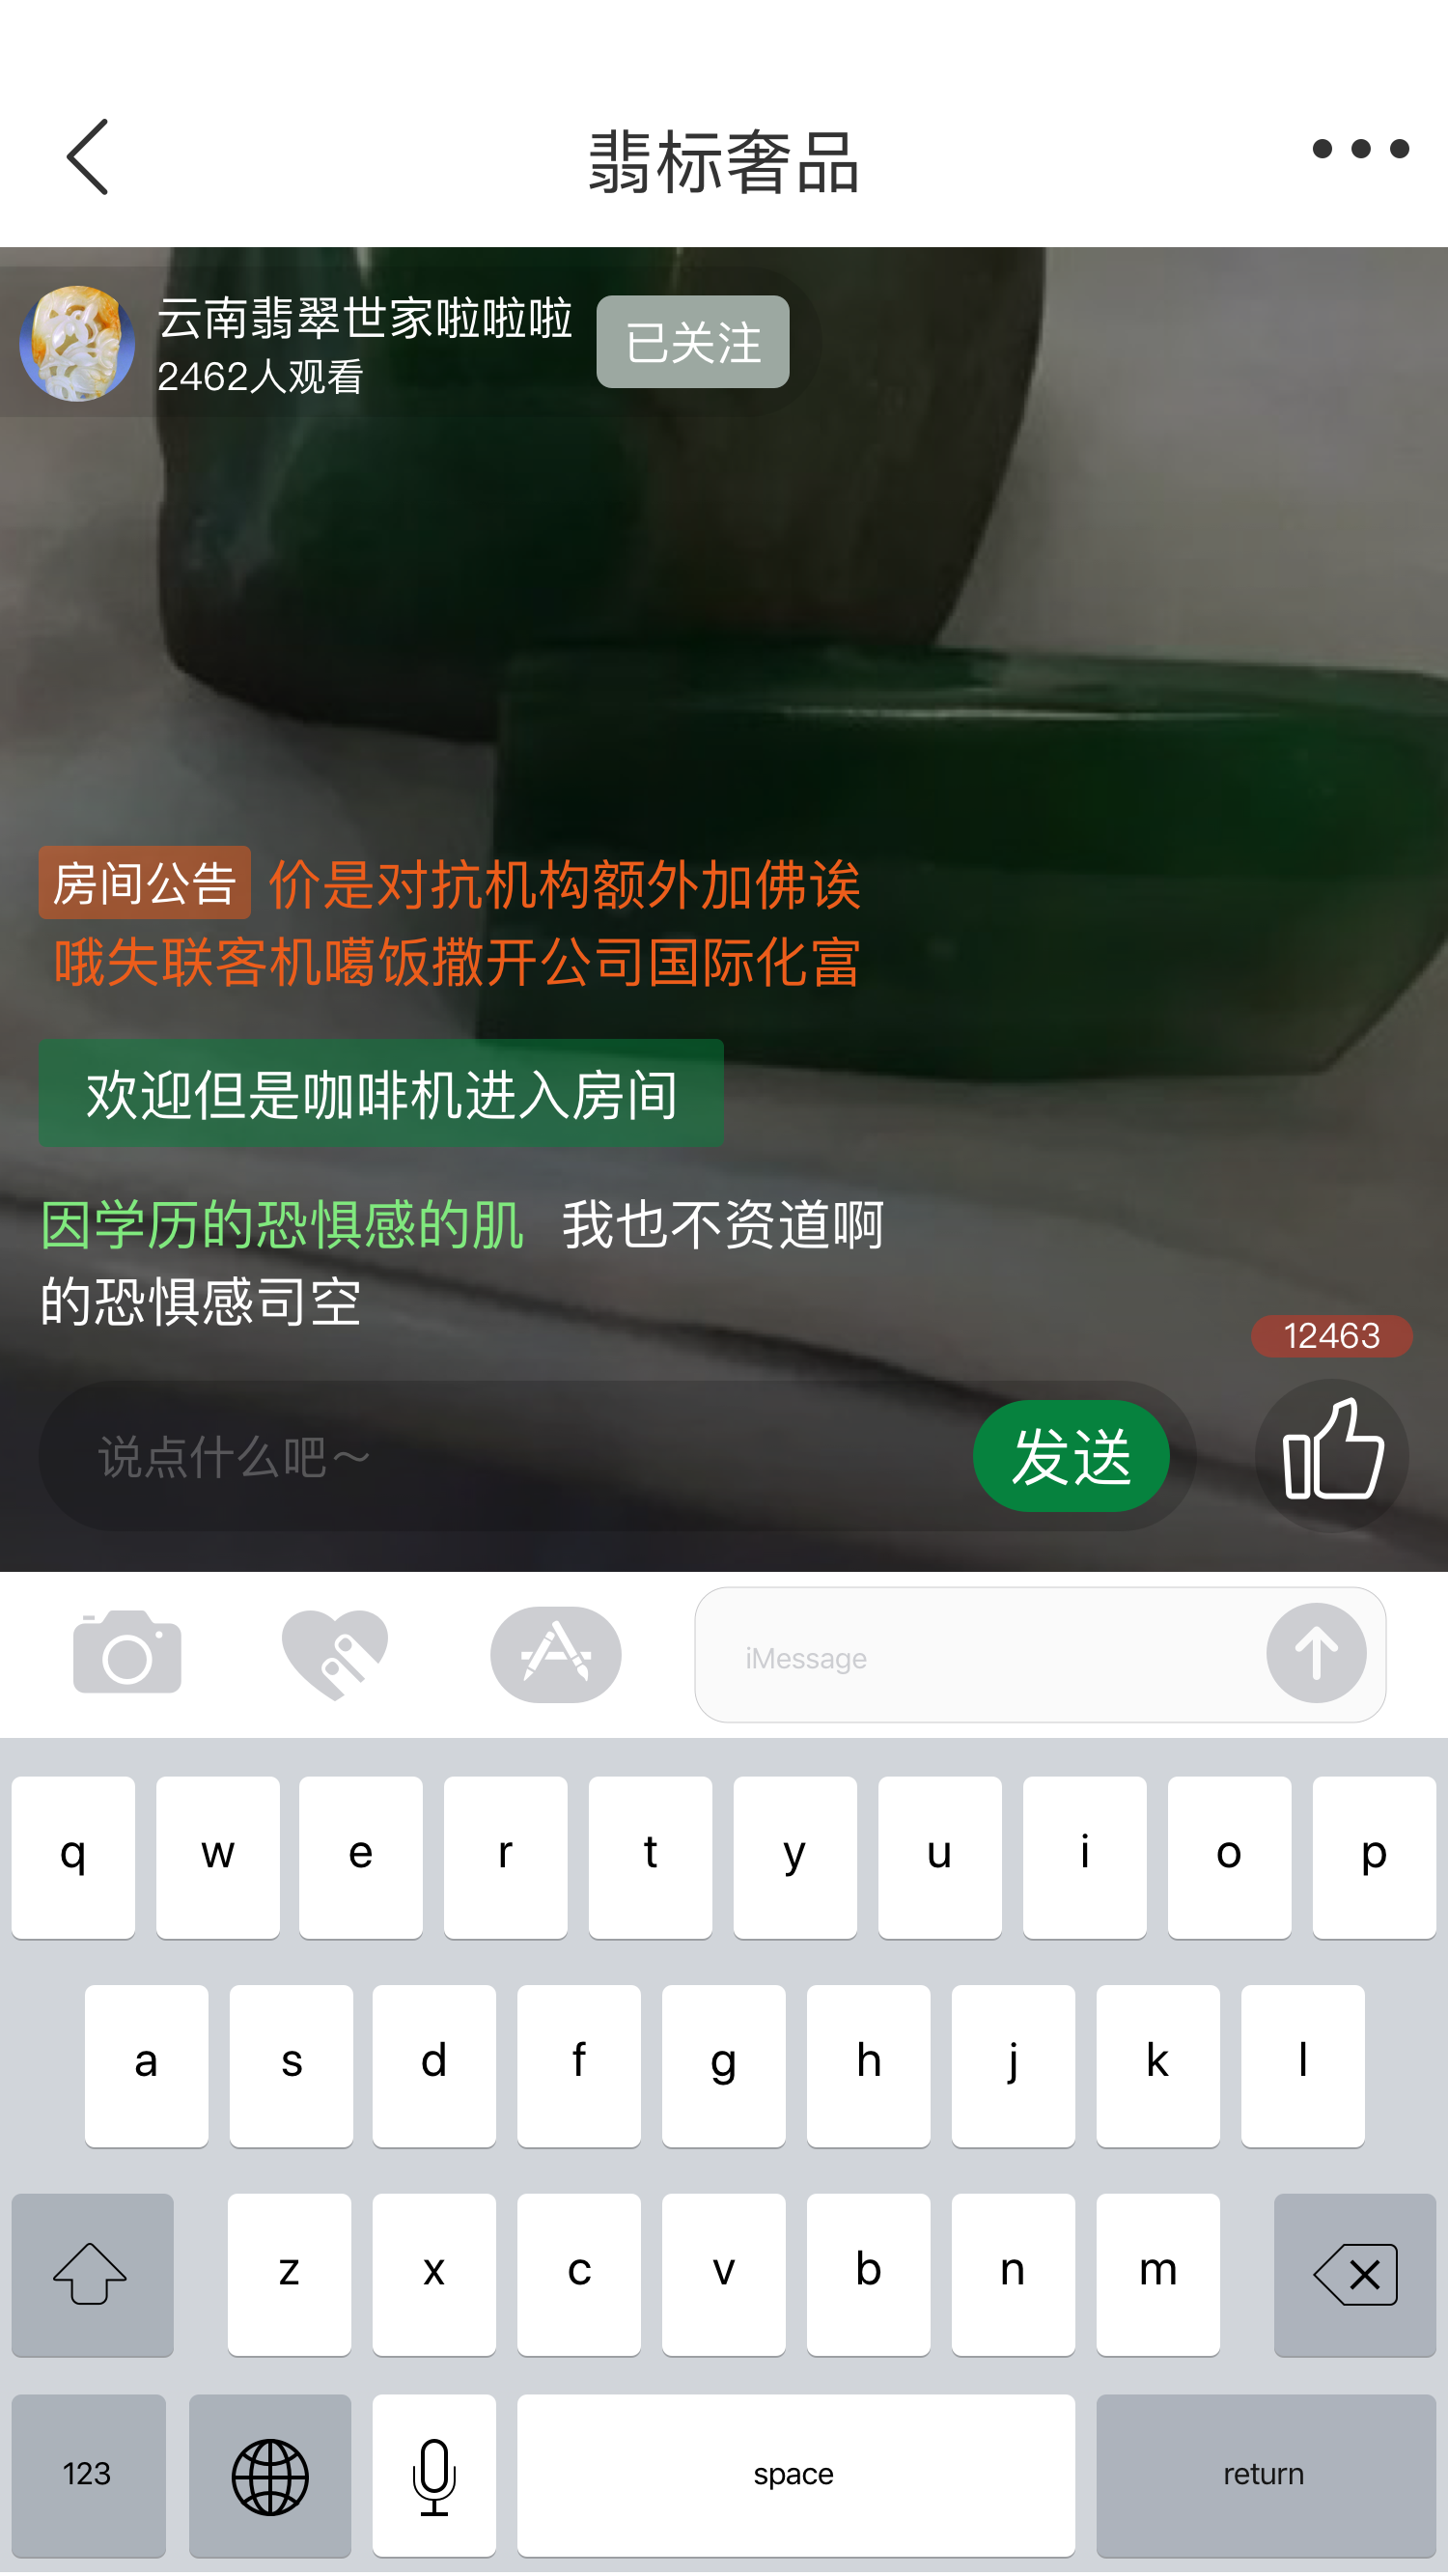 翡标奢品
云南翡翠世家啦啦啦
2462人观看
已关注
房间公告 价是对抗机构额外加佛诶
哦失联客机噶饭撒开公司国际化富
欢迎但是咖啡机进入房间
因学历的恐惧感的肌 我也不资道啊
的恐惧感司空
12463
说点什么吧～
发送
iMessage
q w e r t y u i o p
a s d f g h j k l
z x c v b n m
123 space return